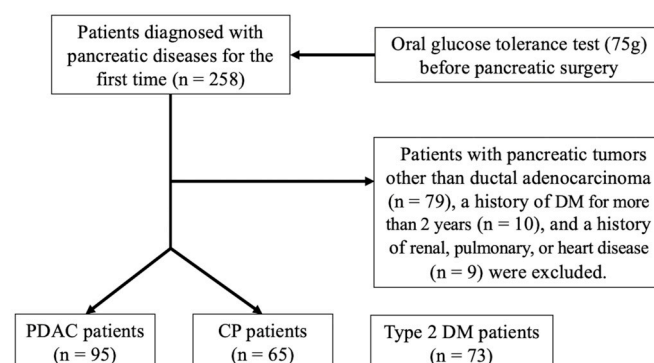 Patients diagnosed with
pancreatic diseases for the
first time (n = 258)
Oral glucose tolerance test (75g)
before pancreatic surgery
Patients with pancreatic tumors
other than ductal adenocarcinoma
(n = 79), a history of DM for more
than 2 years (n = 10), and a history
of renal, pulmonary, or heart disease
(n = 9) were excluded.
PDAC patients
(n = 95)
CP patients
(n = 65)
Type 2 DM patients
(n = 73)